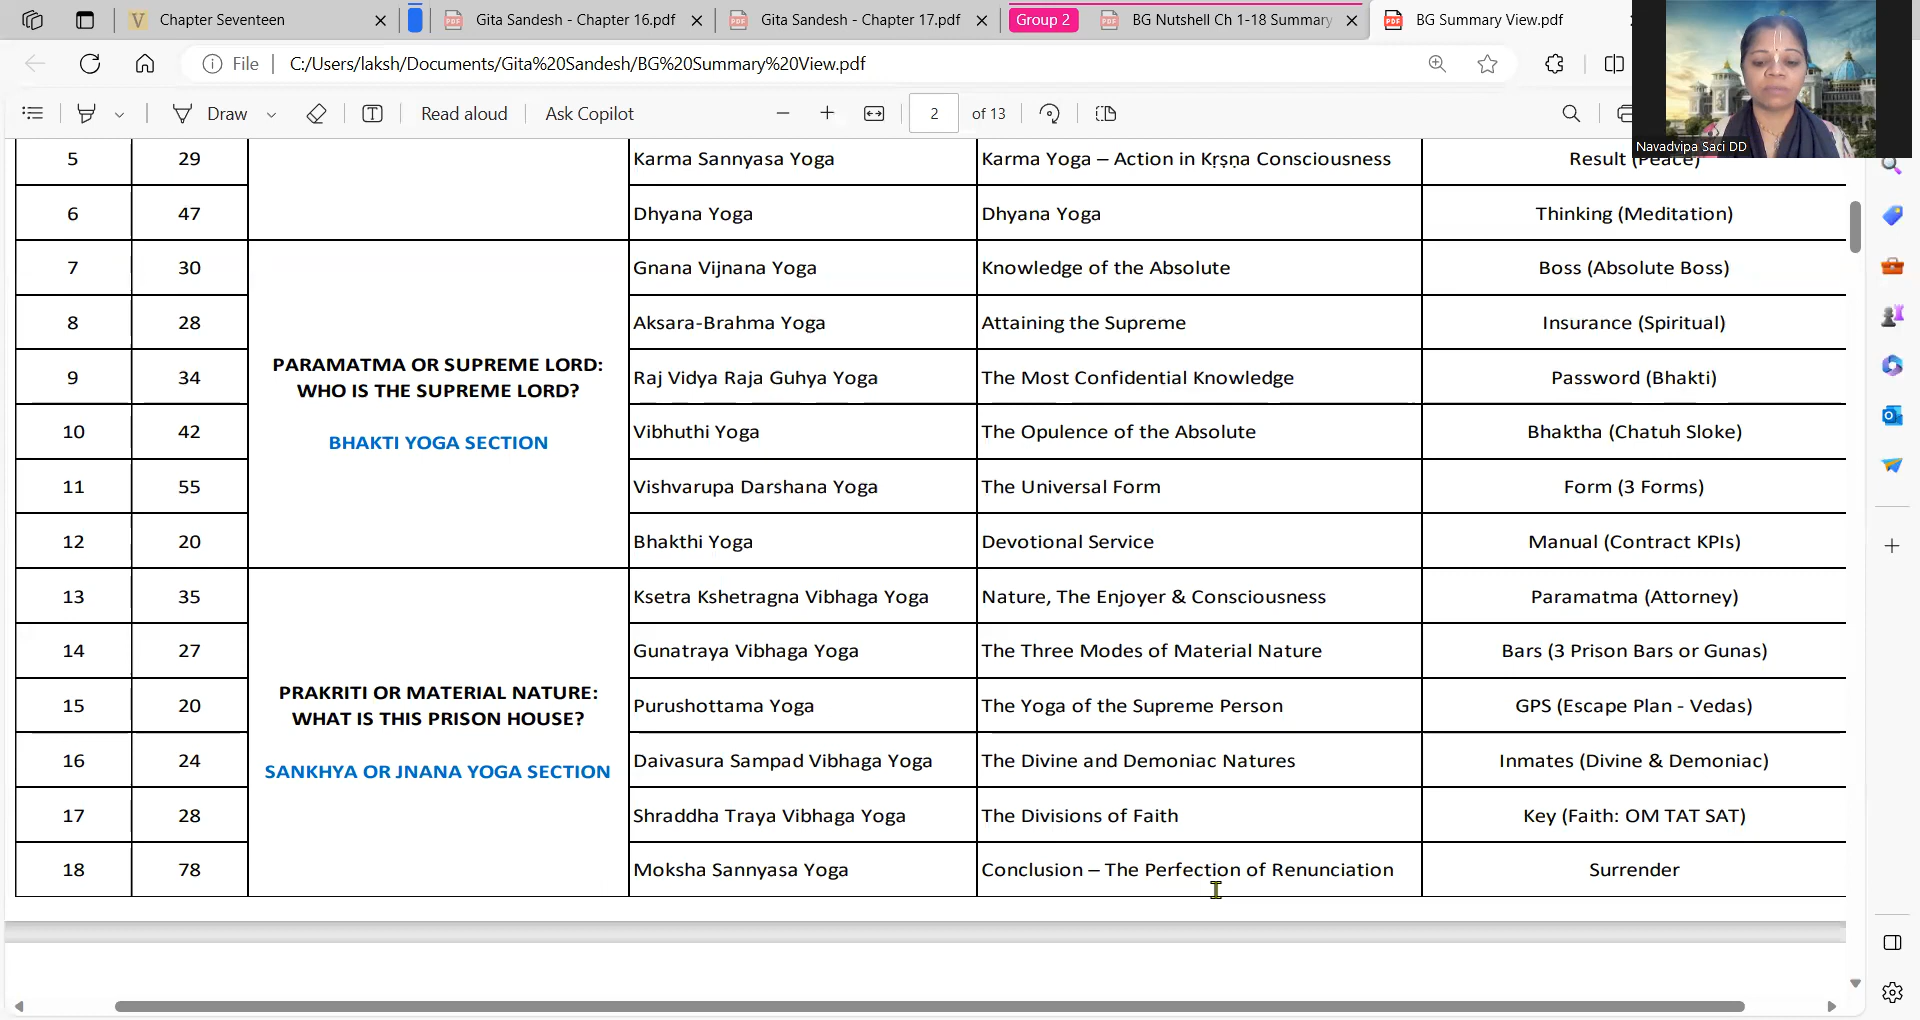 Chapter Seventeen
Gita Sandesh - Chapter 16.pdf
Gita Sandesh - Chapter 17.pdf
Group 2
BG Nutshell Ch 1-18 Summary
BG Summary View.pdf
File
C:/Users/laksh/Documents/Gita%20Sandesh/BG%20Summary%20View.pdf
Draw
Read aloud
Ask Copilot
2 of 13
Navadvipa Saci DD
5 29 Karma Sannyasa Yoga Karma Yoga – Action in Kṛṣṇa Consciousness Result (Peace)
6 47 Dhyana Yoga Dhyana Yoga Thinking (Meditation)
7 30 Gnana Vijnana Yoga Knowledge of the Absolute Boss (Absolute Boss)
8 28 Aksara-Brahma Yoga Attaining the Supreme Insurance (Spiritual)
PARAMATMA OR SUPREME LORD:
WHO IS THE SUPREME LORD?
BHAKTI YOGA SECTION
9 34 Raj Vidya Raja Guhya Yoga The Most Confidential Knowledge Password (Bhakti)
10 42 Vibhuthi Yoga The Opulence of the Absolute Bhaktha (Chatuh Sloke)
11 55 Vishvarupa Darshana Yoga The Universal Form Form (3 Forms)
12 20 Bhakthi Yoga Devotional Service Manual (Contract KPIs)
13 35 Ksetra Kshetragna Vibhaga Yoga Nature, The Enjoyer & Consciousness Paramatma (Attorney)
14 27 Gunatraya Vibhaga Yoga The Three Modes of Material Nature Bars (3 Prison Bars or Gunas)
PRAKRITI OR MATERIAL NATURE:
WHAT IS THIS PRISON HOUSE?
SANKHYA OR JNANA YOGA SECTION
15 20 Purushottama Yoga The Yoga of the Supreme Person GPS (Escape Plan - Vedas)
16 24 Daivasura Sampad Vibhaga Yoga The Divine and Demoniac Natures Inmates (Divine & Demoniac)
17 28 Shraddha Traya Vibhaga Yoga The Divisions of Faith Key (Faith: OM TAT SAT)
18 78 Moksha Sannyasa Yoga Conclusion – The Perfection of Renunciation Surrender